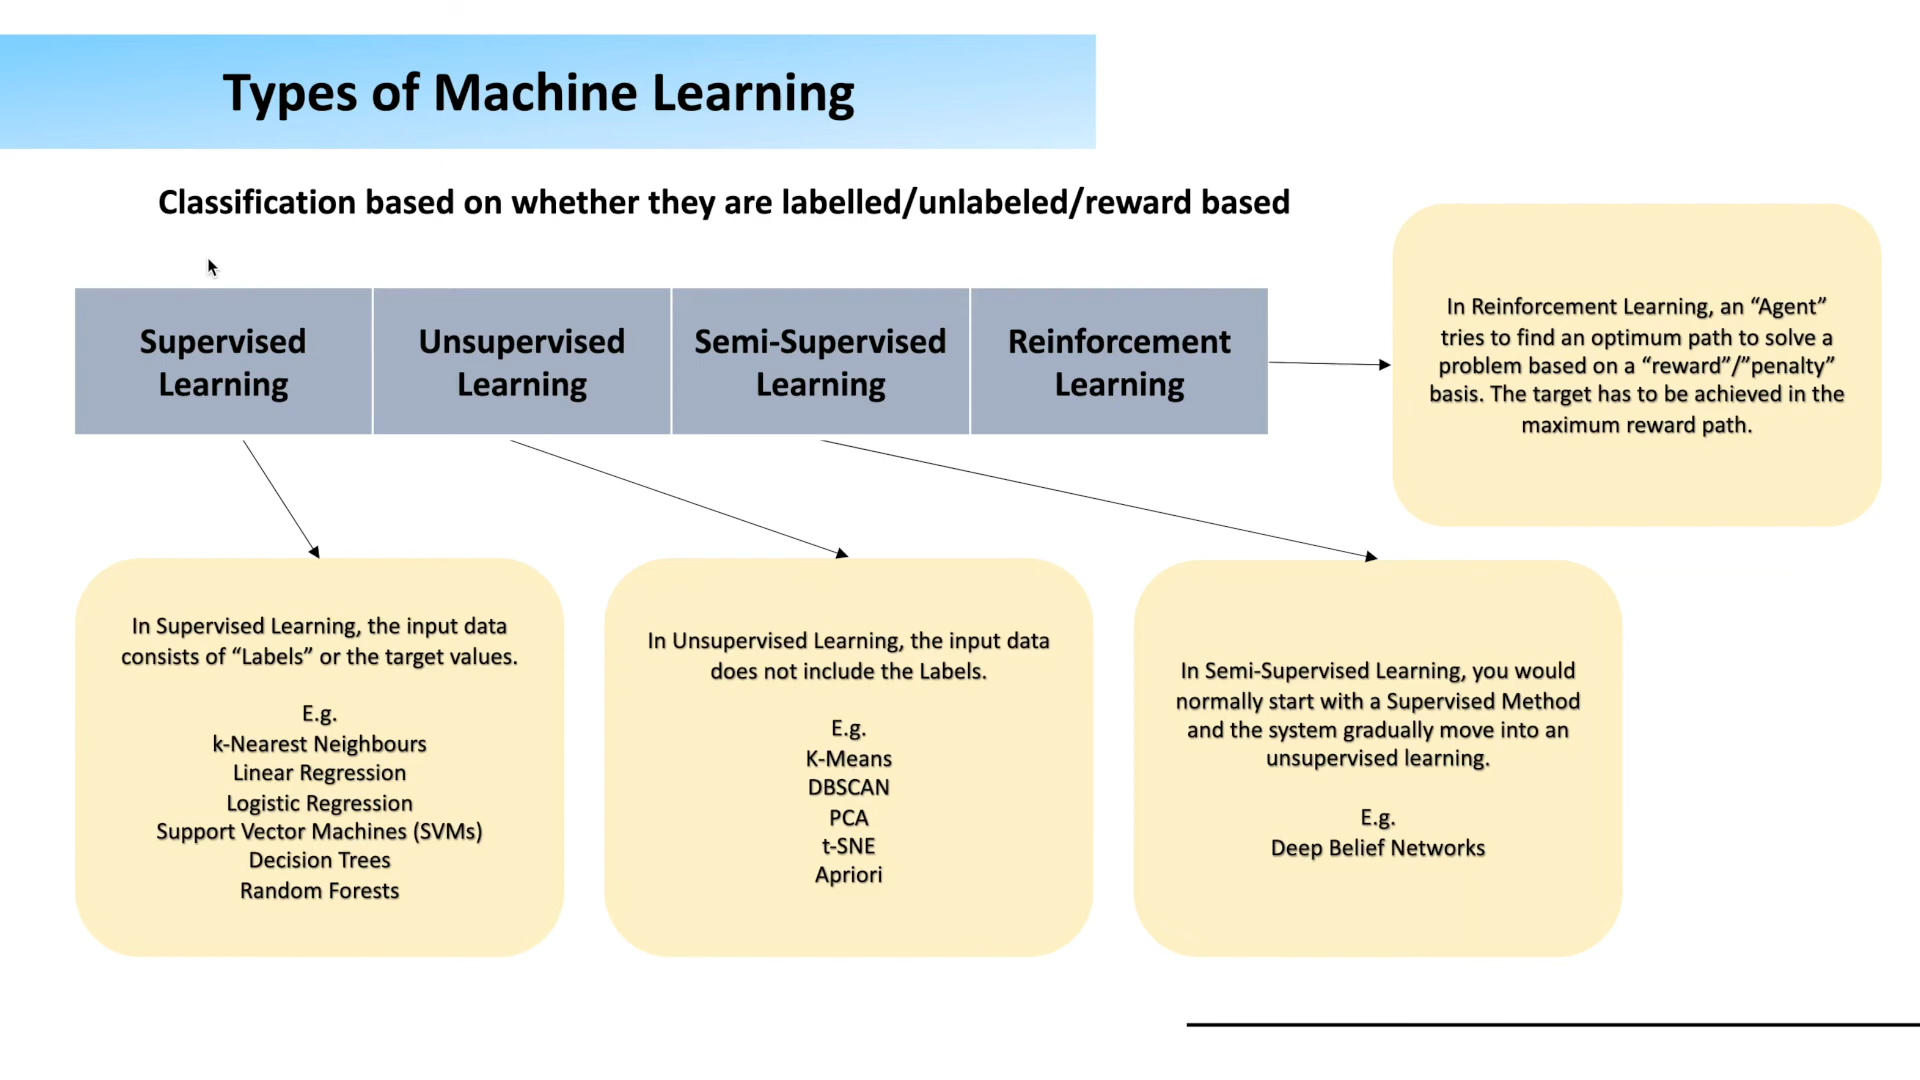 Types of Machine Learning
Classification based on whether they are labelled/unlabeled/reward based
Supervised
Learning
Unsupervised
Learning
Semi-Supervised
Learning
Reinforcement
Learning
In Reinforcement Learning, an “Agent”
tries to find an optimum path to solve a
problem based on a “reward”/”penalty”
basis. The target has to be achieved in the
maximum reward path.
In Supervised Learning, the input data
consists of “Labels” or the target values.
E.g.
k-Nearest Neighbours
Linear Regression
Logistic Regression
Support Vector Machines (SVMs)
Decision Trees
Random Forests
In Unsupervised Learning, the input data
does not include the Labels.
E.g.
K-Means
DBSCAN
PCA
t-SNE
Apriori
In Semi-Supervised Learning, you would
normally start with a Supervised Method
and the system gradually move into an
unsupervised learning.
E.g.
Deep Belief Networks